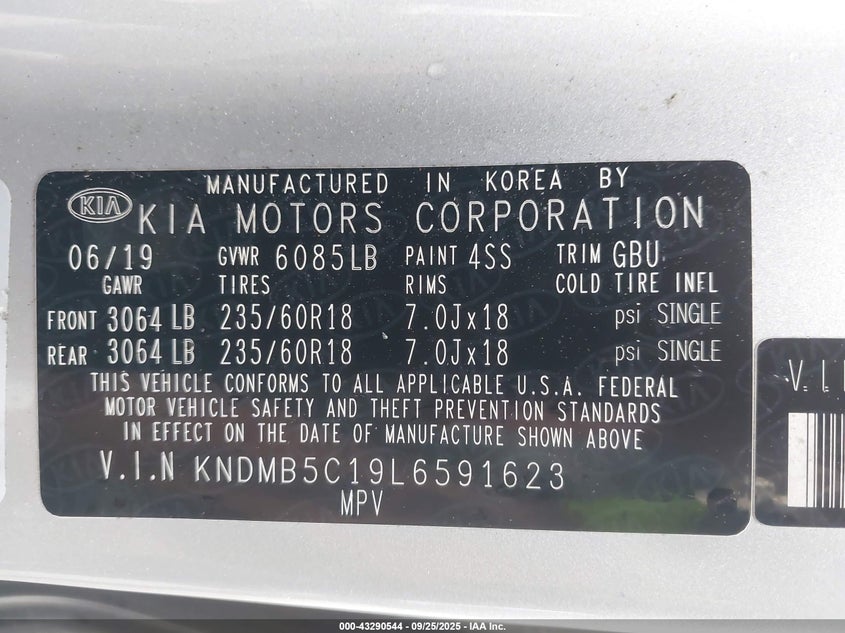 MANUFACTURED IN KOREA BY
KIA KIA MOTORS CORPORATION
06/19 GVWR 6085LB PAINT 4SS TRIM GBU
GAWR TIRES RIMS COLD TIRE INFL
FRONT 3064 LB 235/60R18 7.0Jx18 psi SINGLE
REAR 3064 LB 235/60R18 7.0Jx18 psi SINGLE
THIS VEHICLE CONFORMS TO ALL APPLICABLE U.S.A. FEDERAL
MOTOR VEHICLE SAFETY AND THEFT PREVENTION STANDARDS
IN EFFECT ON THE DATE OF MANUFACTURE SHOWN ABOVE
V.I.N KNDMB5C19L6591623
MPV
V.I
000-43290544 - 09/25/2025 - IAA Inc.